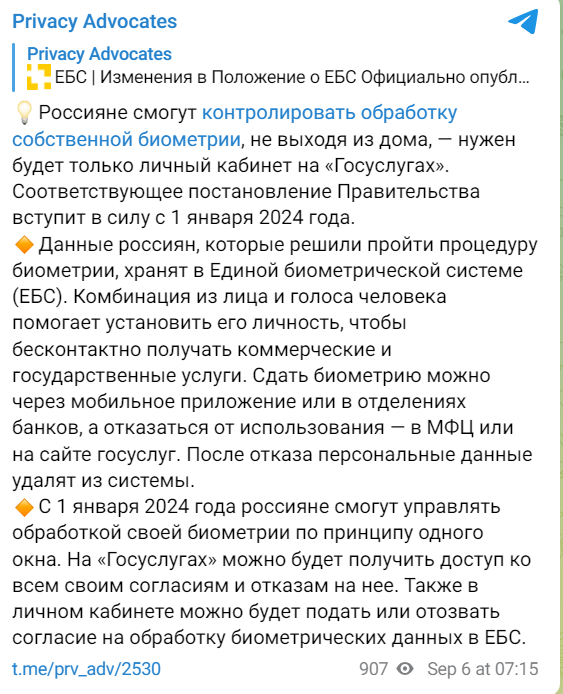 Privacy Advocates
Privacy Advocates
ЕБС | Изменения в Положение о ЕБС Официально опубл...
💡 Россияне смогут контролировать обработку
собственной биометрии, не выходя из дома, — нужен
будет только личный кабинет на «Госуслугах».
Соответствующее постановление Правительства
вступит в силу с 1 января 2024 года.
🔸 Данные россиян, которые решили пройти процедуру
биометрии, хранят в Единой биометрической системе
(ЕБС). Комбинация из лица и голоса человека
помогает установить его личность, чтобы
бесконтактно получать коммерческие и
государственные услуги. Сдать биометрию можно
через мобильное приложение или в отделениях
банков, а отказаться от использования — в МФЦ или
на сайте госуслуг. После отказа персональные данные
удалят из системы.
🔸 С 1 января 2024 года россияне смогут управлять
обработкой своей биометрии по принципу одного
окна. На «Госуслугах» можно будет получить доступ ко
всем своим согласиям и отказам на нее. Также в
личном кабинете можно будет подать или отозвать
согласие на обработку биометрических данных в ЕБС.
t.me/prv_adv/2530 907 Sep 6 at 07:15